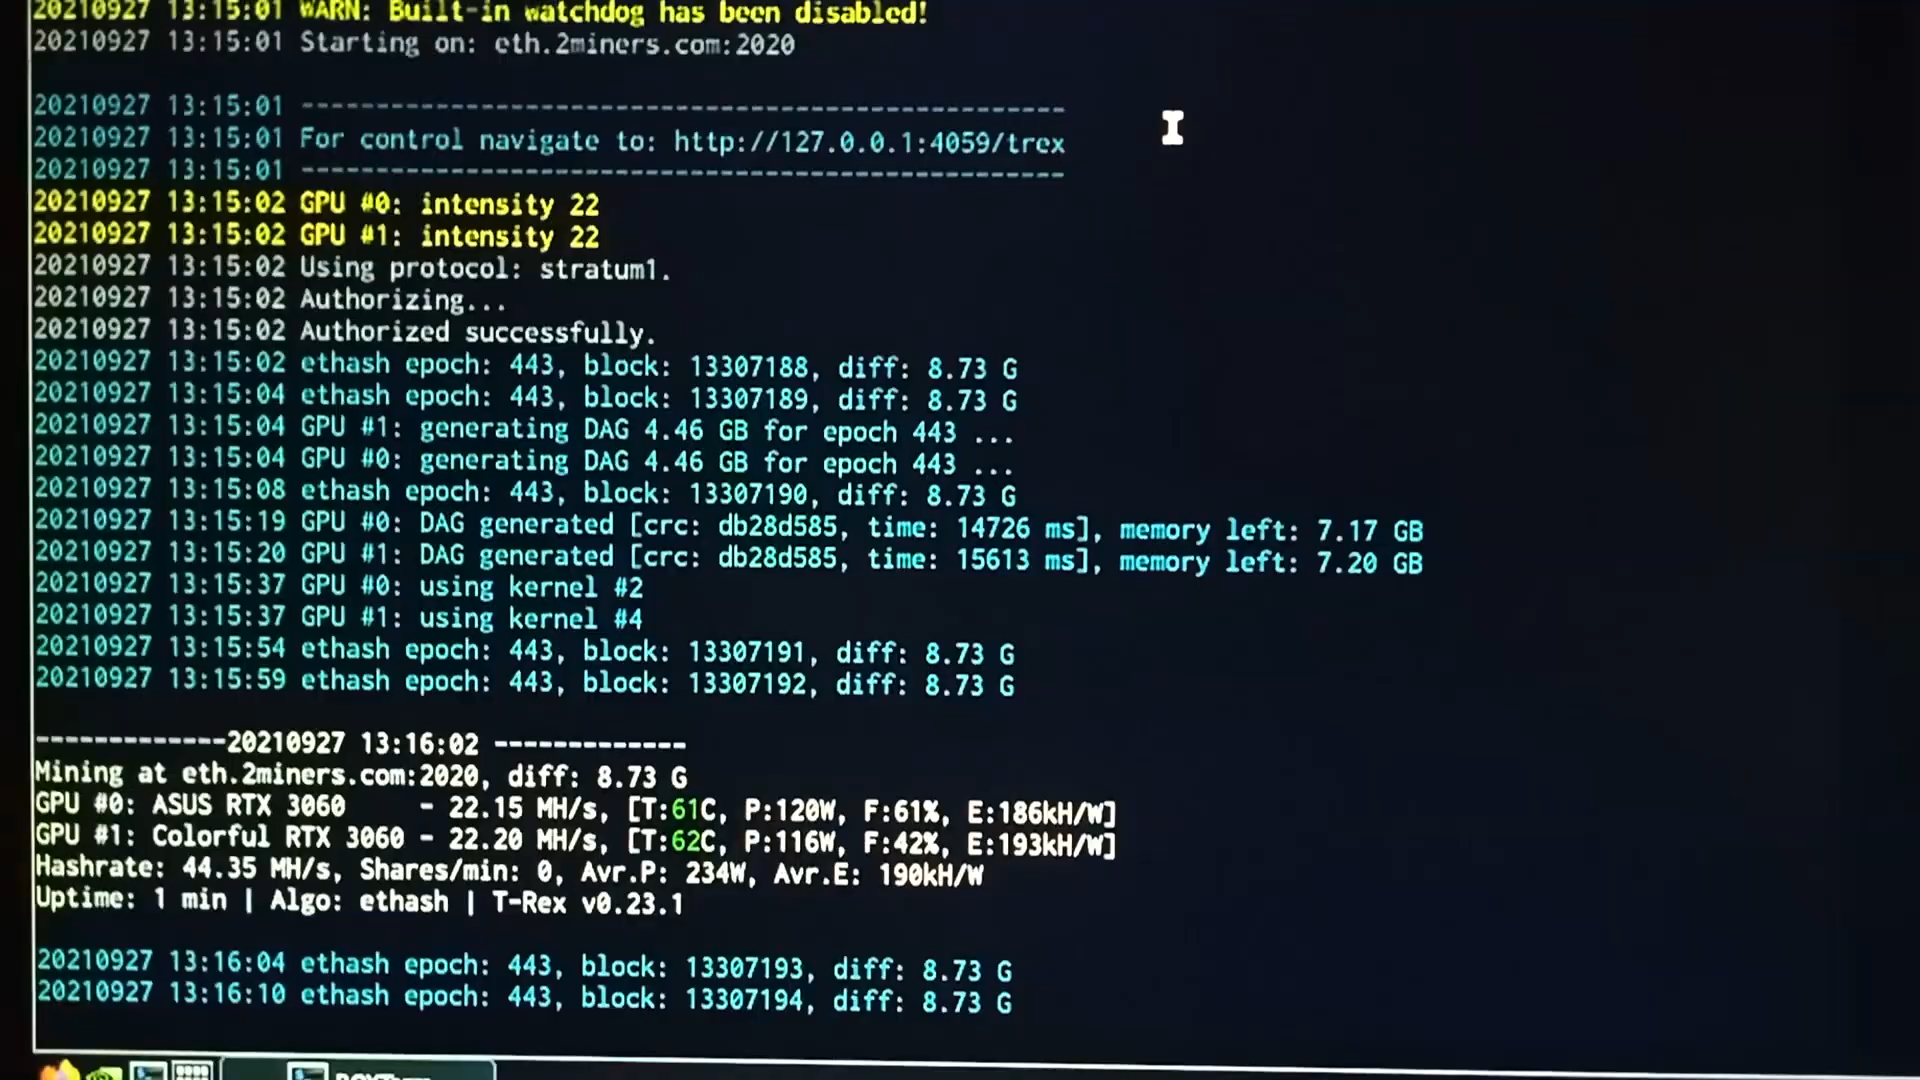 20210927 13:15:01 WARN: Built-in watchdog has been disabled!
20210927 13:15:01 Starting on: eth.2miners.com:2020
20210927 13:15:01 ---------------------------------------------------
20210927 13:15:01 For control navigate to: http://127.0.0.1:4059/trex
20210927 13:15:01 ---------------------------------------------------
20210927 13:15:02 GPU #0: intensity 22
20210927 13:15:02 GPU #1: intensity 22
20210927 13:15:02 Using protocol: stratum1.
20210927 13:15:02 Authorizing...
20210927 13:15:02 Authorized successfully.
20210927 13:15:02 ethash epoch: 443, block: 13307188, diff: 8.73 G
20210927 13:15:04 ethash epoch: 443, block: 13307189, diff: 8.73 G
20210927 13:15:04 GPU #1: generating DAG 4.46 GB for epoch 443 ...
20210927 13:15:04 GPU #0: generating DAG 4.46 GB for epoch 443 ...
20210927 13:15:08 ethash epoch: 443, block: 13307190, diff: 8.73 G
20210927 13:15:19 GPU #0: DAG generated [crc: db28d585, time: 14726 ms], memory left: 7.17 GB
20210927 13:15:20 GPU #1: DAG generated [crc: db28d585, time: 15613 ms], memory left: 7.20 GB
20210927 13:15:37 GPU #0: using kernel #2
20210927 13:15:37 GPU #1: using kernel #4
20210927 13:15:54 ethash epoch: 443, block: 13307191, diff: 8.73 G
20210927 13:15:59 ethash epoch: 443, block: 13307192, diff: 8.73 G
-------------20210927 13:16:02 -------------
Mining at eth.2miners.com:2020, diff: 8.73 G
GPU #0: ASUS RTX 3060     - 22.15 MH/s, [T:61C, P:120W, F:61%, E:186kH/W]
GPU #1: Colorful RTX 3060 - 22.20 MH/s, [T:62C, P:116W, F:42%, E:193kH/W]
Hashrate: 44.35 MH/s, Shares/min: 0, Avr.P: 234W, Avr.E: 190kH/W
Uptime: 1 min | Algo: ethash | T-Rex v0.23.1
20210927 13:16:04 ethash epoch: 443, block: 13307193, diff: 8.73 G
20210927 13:16:10 ethash epoch: 443, block: 13307194, diff: 8.73 G